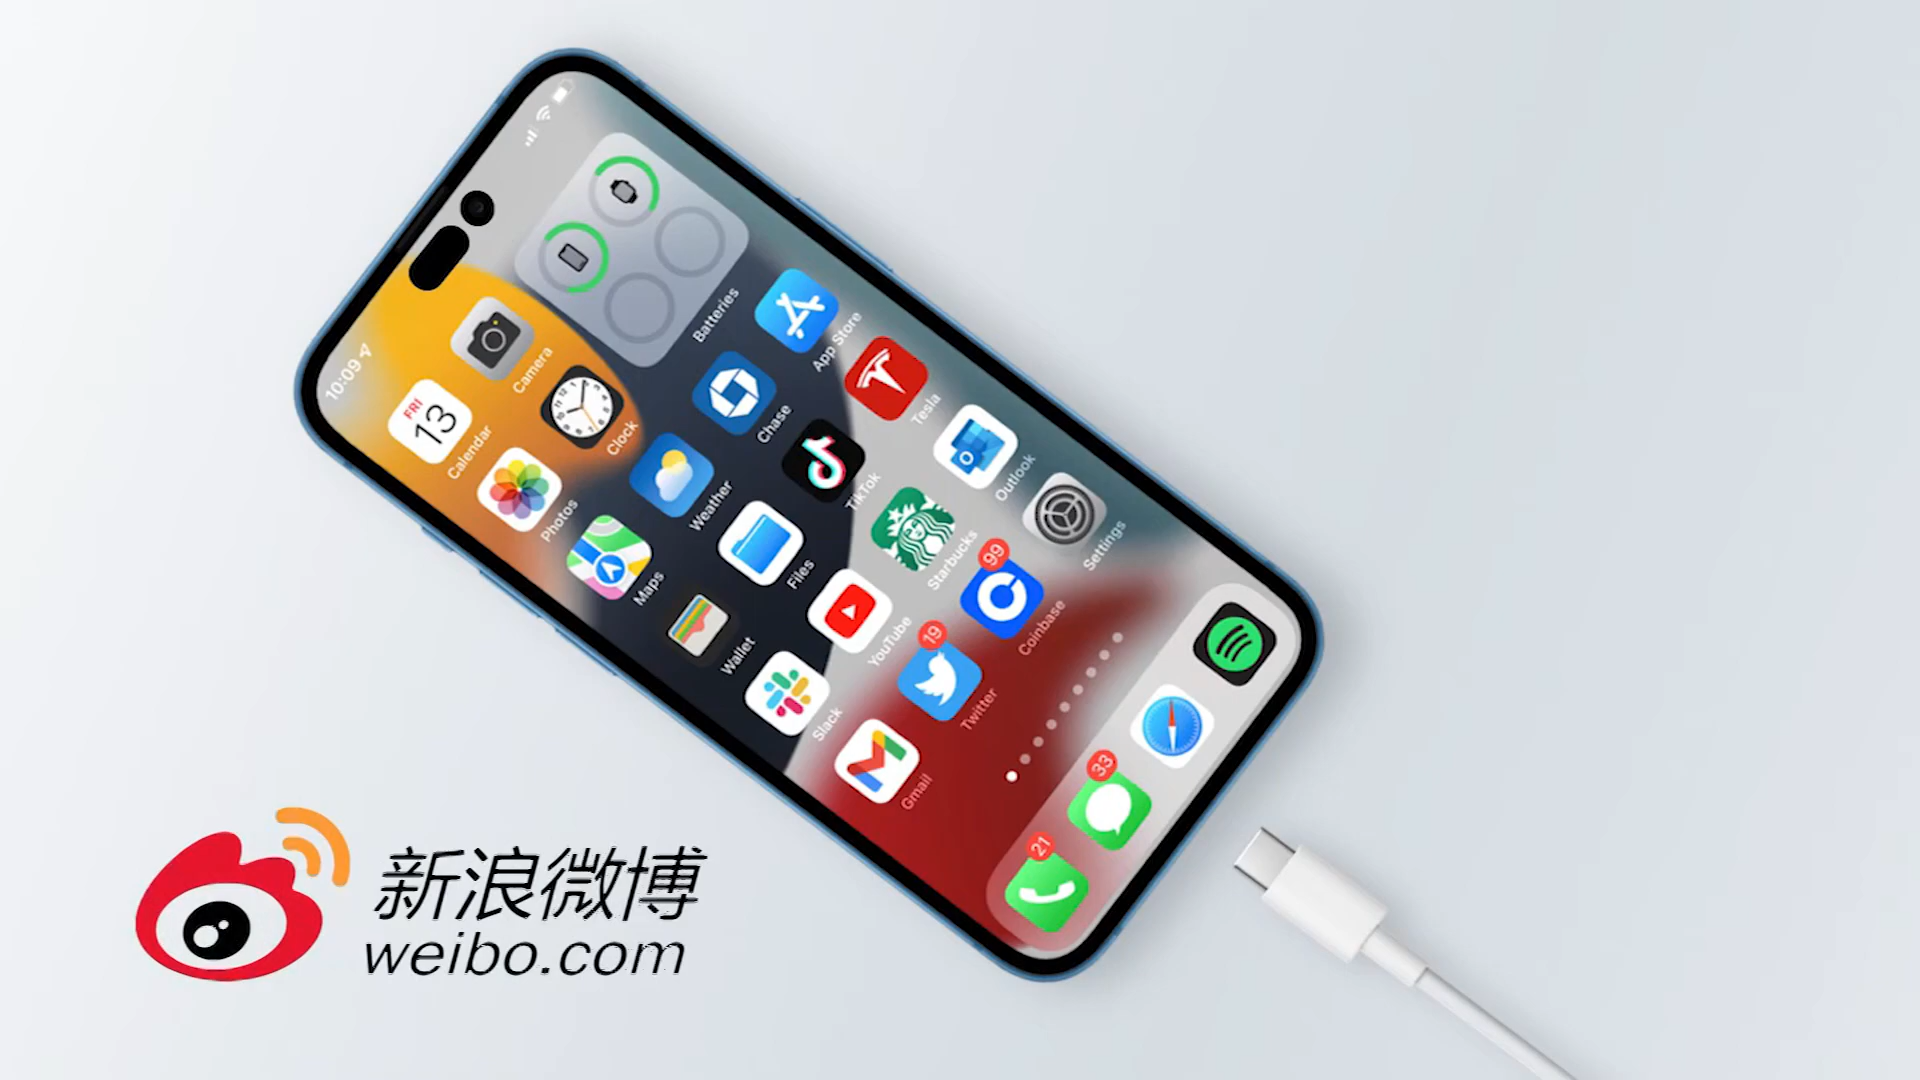 10:09
Batteries
Camera
App Store
FRI
13
Calendar
Clock
Chase
Tesla
Photos
Weather
TikTok
Outlook
Maps
Files
Starbucks
Settings
Wallet
YouTube
99
Coinbase
Slack
19
Twitter
Gmail
33
21
新浪微博
weibo.com